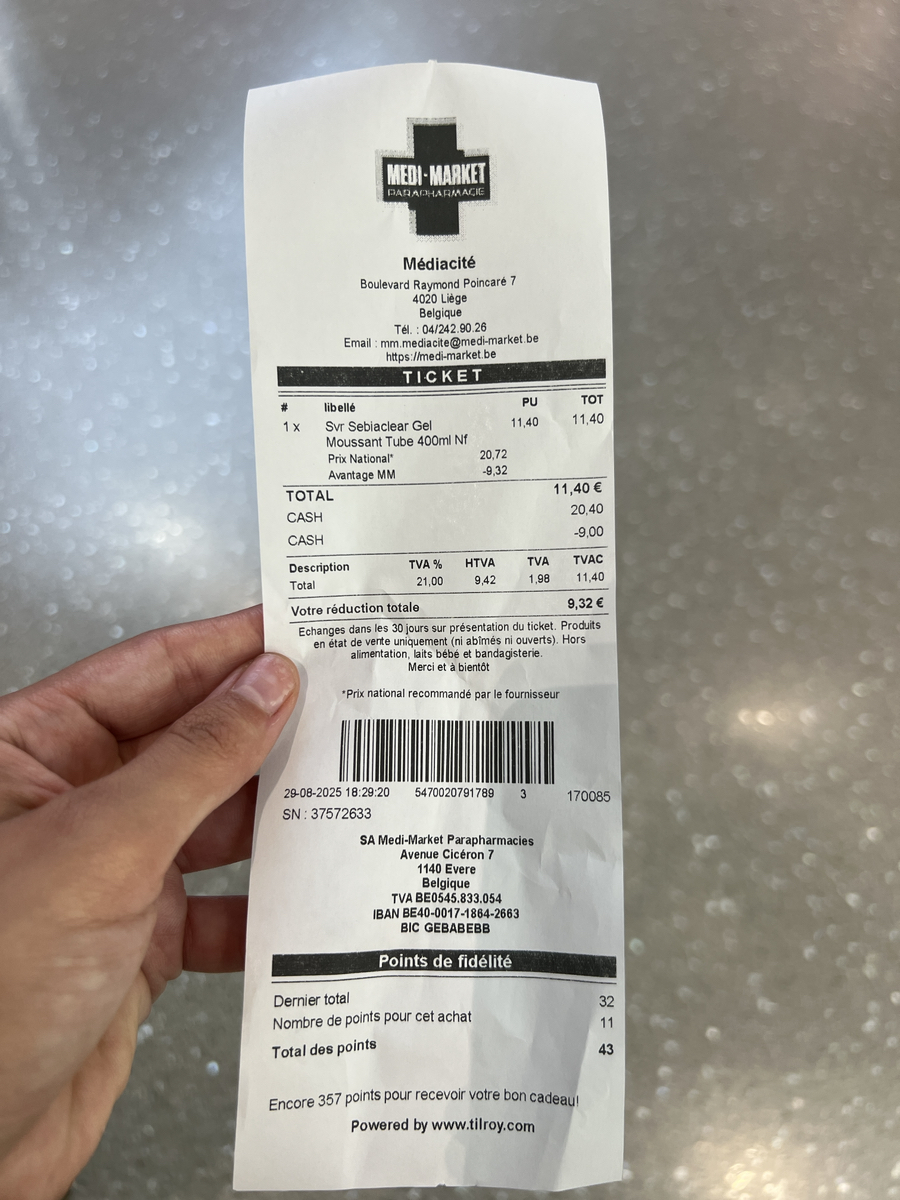 MEDI-MARKET
PARAPHARMACIE
Médiacité
Boulevard Raymond Poincaré 7
4020 Liège
Belgique
Tél. : 04/242.90.26
Email : mm.mediacite@medi-market.be
https://medi-market.be
TICKET
# libellé PU TOT
1 x Svr Sebiaclear Gel 11,40 11,40
Moussant Tube 400ml Nf
Prix National* 20,72
Avantage MM -9,32
TOTAL 11,40 €
CASH 20,40
CASH -9,00
Description TVA % HTVA TVA TVAC
Total 21,00 9,42 1,98 11,40
Votre réduction totale 9,32 €
Echanges dans les 30 jours sur présentation du ticket. Produits
en état de vente uniquement (ni abîmés ni ouverts). Hors
alimentation, laits bébé et bandagisterie.
Merci et à bientôt
*Prix national recommandé par le fournisseur
29-08-2025 18:29:20 5470020791789 3 170085
SN : 37572633
SA Medi-Market Parapharmacies
Avenue Cicéron 7
1140 Evere
Belgique
TVA BE0545.833.054
IBAN BE40-0017-1864-2663
BIC GEBABEBB
Points de fidélité
Dernier total 32
Nombre de points pour cet achat 11
Total des points 43
Encore 357 points pour recevoir votre bon cadeau!
Powered by www.tilroy.com